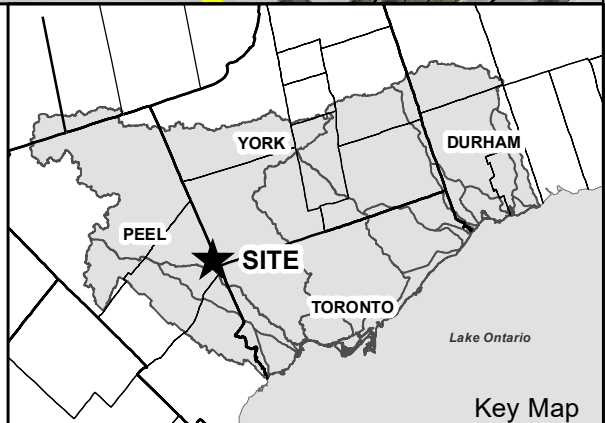 YORK
DURHAM
PEEL
SITE
TORONTO
Lake Ontario
Key Map